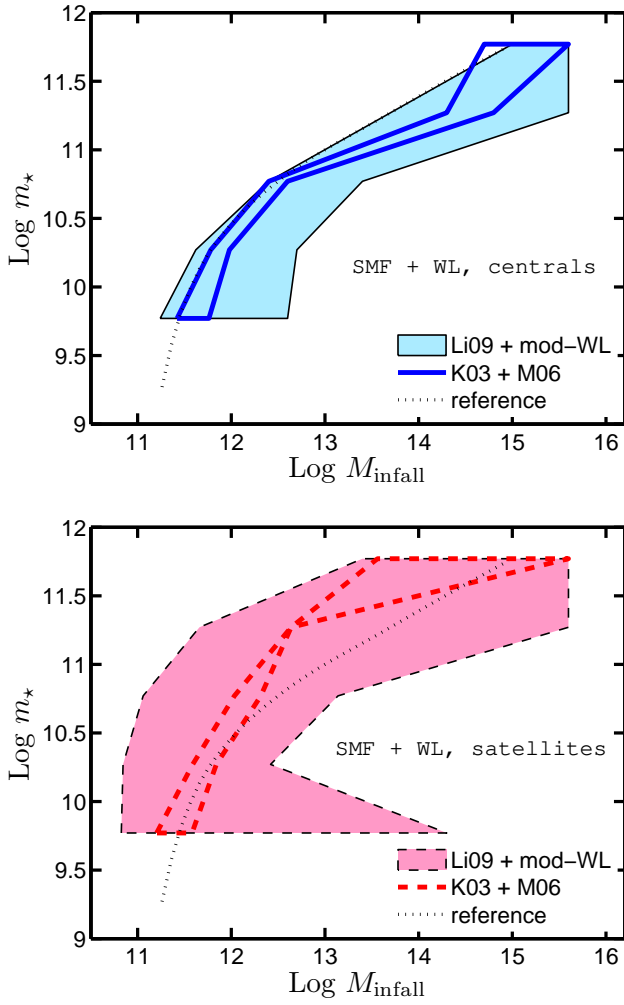 12
11.5
11
10.5
10
9.5
9
Log m⋆
SMF + WL, centrals
Li09 + mod−WL
K03 + M06
reference
11 12 13 14 15 16
Log M_infall
12
11.5
11
10.5
10
9.5
9
Log m⋆
SMF + WL, satellites
Li09 + mod−WL
K03 + M06
reference
11 12 13 14 15 16
Log M_infall